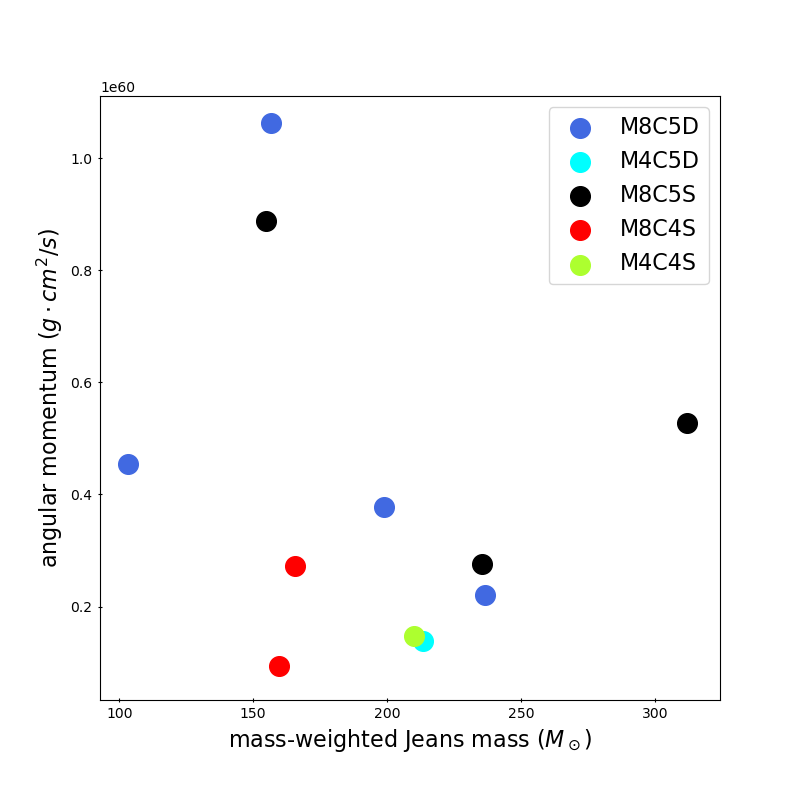 1e60
1.0
0.8
0.6
0.4
0.2
angular momentum (g · cm²/s)
100 150 200 250 300
mass-weighted Jeans mass (M⊙)
M8C5D
M4C5D
M8C5S
M8C4S
M4C4S